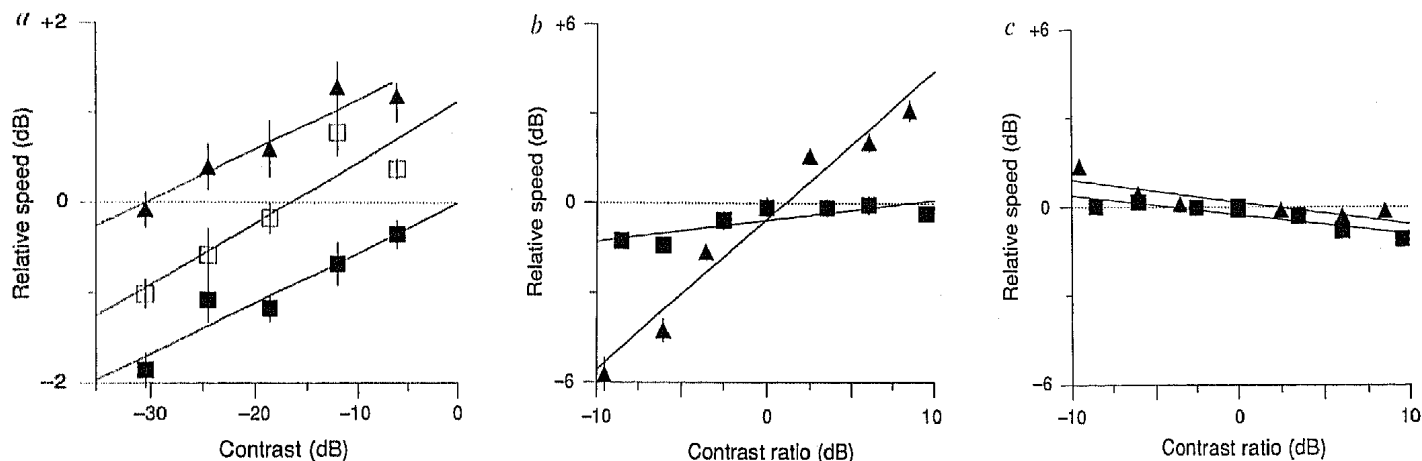 a
+2
0
−2
Relative speed (dB)
−30
−20
−10
0
Contrast (dB)
b
+6
0
−6
Relative speed (dB)
−10
0
10
Contrast ratio (dB)
c
+6
0
−6
Relative speed (dB)
−10
0
10
Contrast ratio (dB)